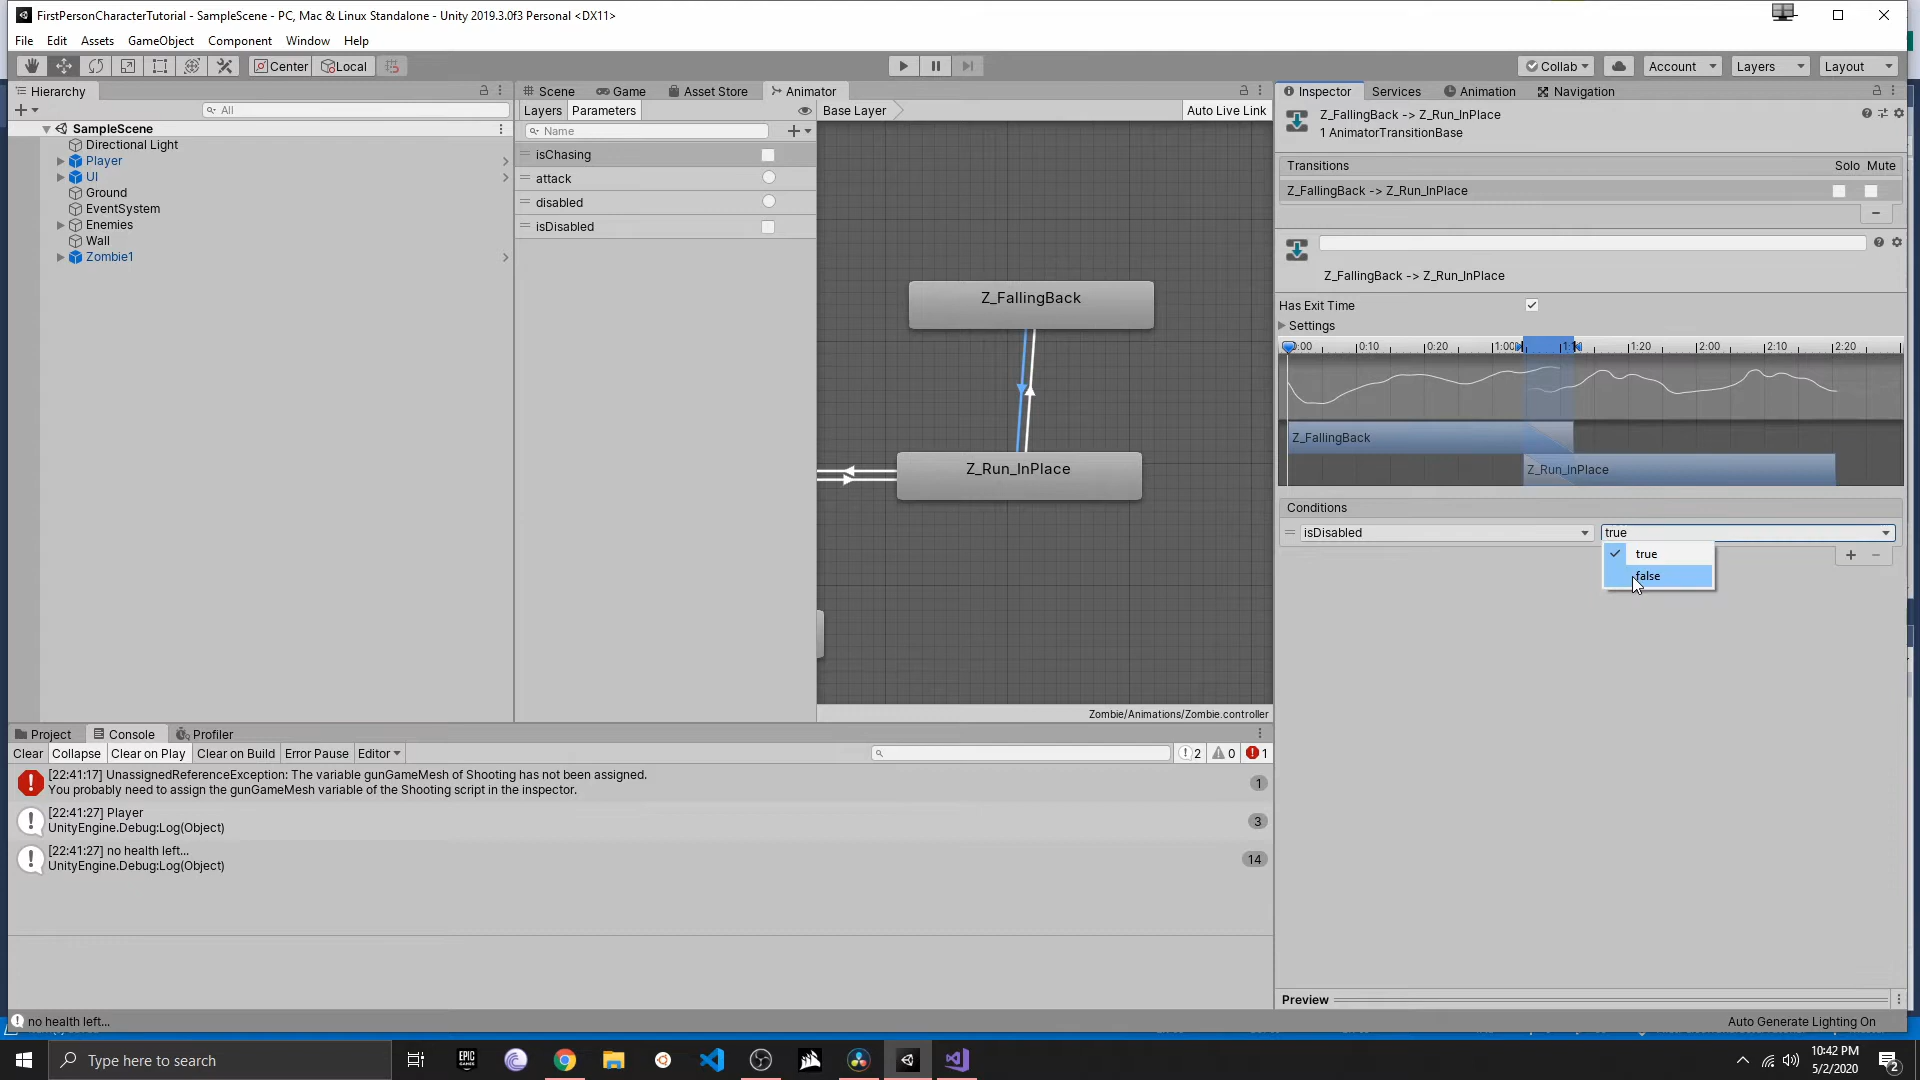 FirstPersonCharacterTutorial - SampleScene - PC, Mac & Linux Standalone - Unity 2019.3.0f3 Personal <DX11>
File Edit Assets GameObject Component Window Help
Center Local Collab Account Layers Layout
Hierarchy
All
SampleScene
Directional Light
Player
UI
Ground
EventSystem
Enemies
Wall
Zombie1
Scene Game Asset Store Animator
Layers Parameters Base Layer Auto Live Link
Name
isChasing
attack
disabled
isDisabled
Z_FallingBack
Z_Run_InPlace
Zombie/Animations/Zombie.controller
Inspector Services Animation Navigation
Z_FallingBack -> Z_Run_InPlace
1 AnimatorTransitionBase
Transitions Solo Mute
Z_FallingBack -> Z_Run_InPlace
Z_FallingBack -> Z_Run_InPlace
Has Exit Time
Settings
0:10 0:20 1:20 2:00 2:10 2:20
Z_FallingBack
Z_Run_InPlace
Conditions
isDisabled true
true
false
Preview
Project Console Profiler
Clear Collapse Clear on Play Clear on Build Error Pause Editor 2 0 1
[22:41:17] UnassignedReferenceException: The variable gunGameMesh of Shooting has not been assigned.
You probably need to assign the gunGameMesh variable of the Shooting script in the inspector.
1
[22:41:27] Player
UnityEngine.Debug:Log(Object)
3
[22:41:27] no health left...
UnityEngine.Debug:Log(Object)
14
no health left... Auto Generate Lighting On
Type here to search
EPIC GAMES
10:42 PM
5/2/2020
2